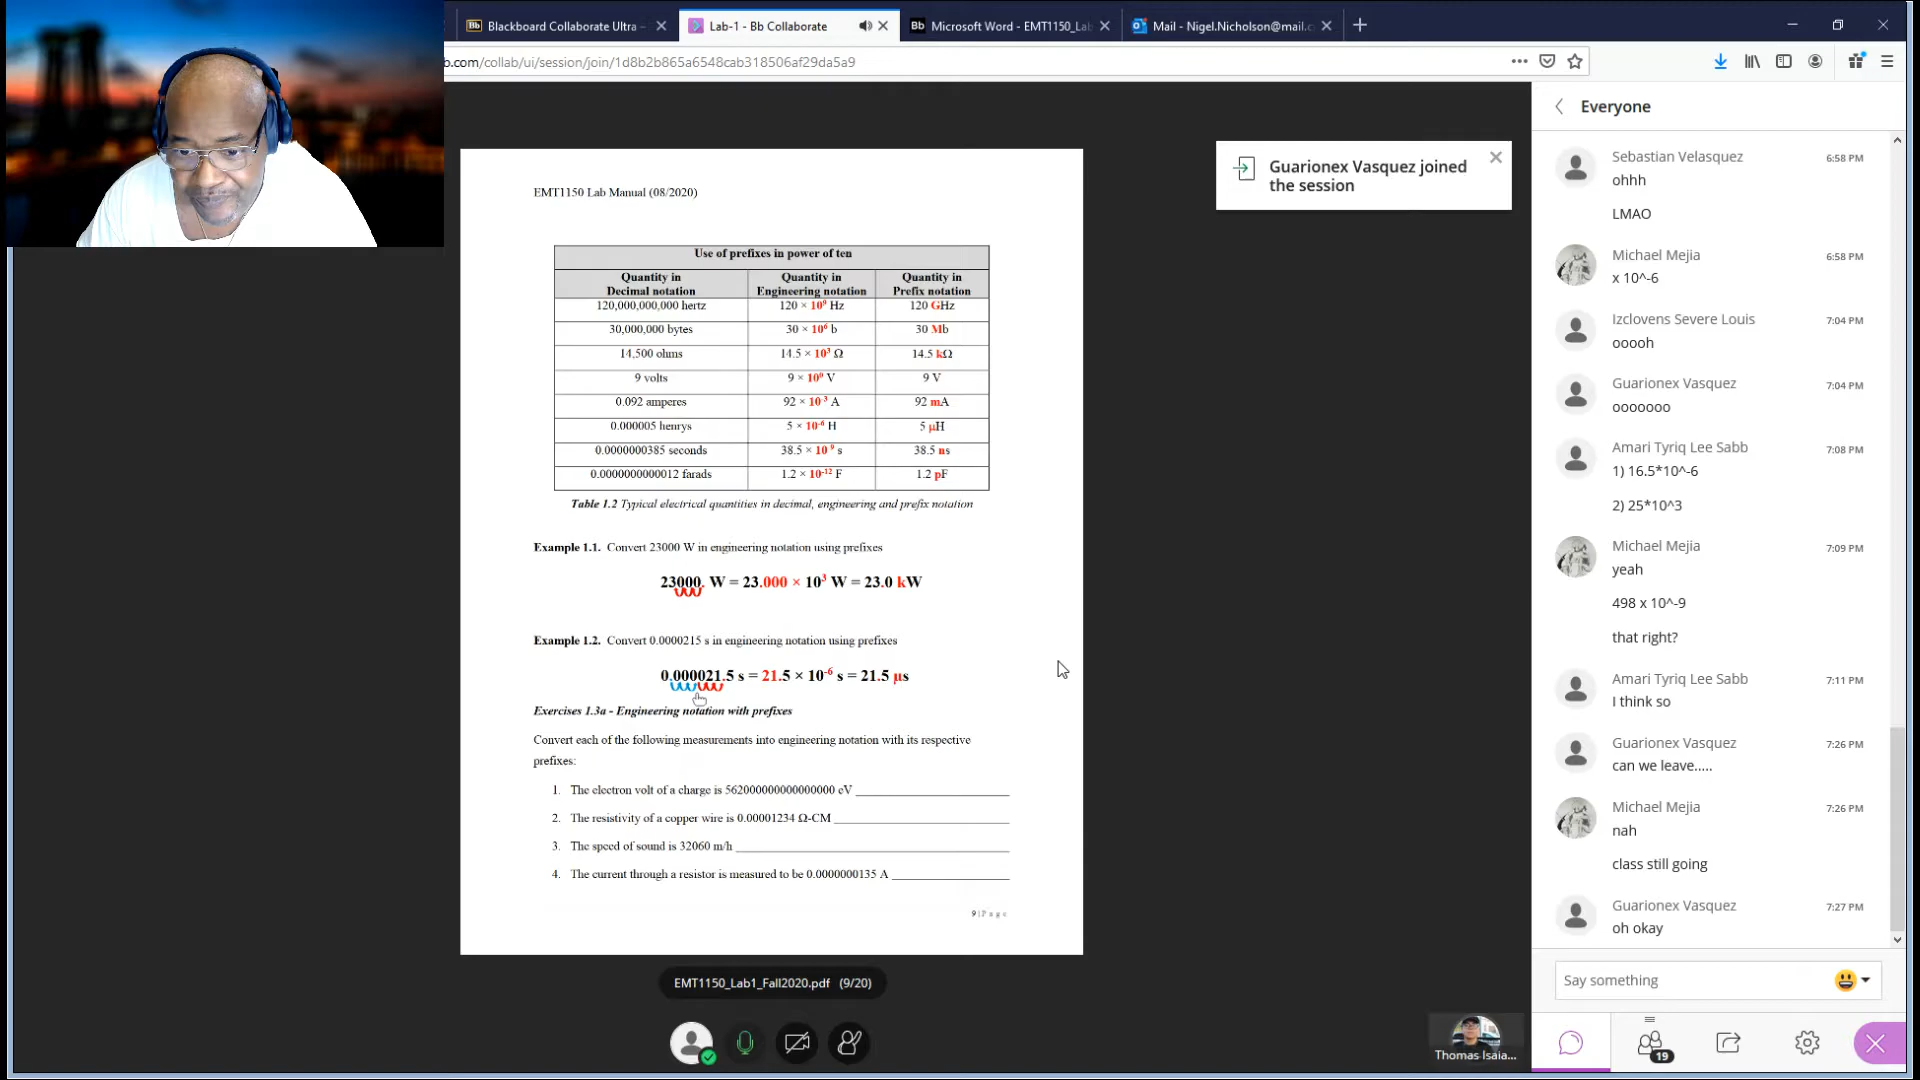 Blackboard Collaborate Ultra –
Lab-1 - Bb Collaborate
Microsoft Word - EMT1150_Lab
Mail - Nigel.Nicholson@mail.c
b.com/collab/ui/session/join/1d8b2b865a6548cab318506af29da5a9
EMT1150 Lab Manual (08/2020)
Use of prefixes in power of ten
Quantity in Decimal notation
Quantity in Engineering notation
Quantity in Prefix notation
120,000,000,000 hertz 120 × 10⁹ Hz 120 GHz
30,000,000 bytes 30 × 10⁶ b 30 Mb
14,500 ohms 14.5 × 10³ Ω 14.5 kΩ
9 volts 9 × 10⁰ V 9 V
0.092 amperes 92 × 10⁻³ A 92 mA
0.000005 henrys 5 × 10⁻⁶ H 5 μH
0.0000000385 seconds 38.5 × 10⁻⁹ s 38.5 ns
0.0000000000012 farads 1.2 × 10⁻¹² F 1.2 pF
Table 1.2 Typical electrical quantities in decimal, engineering and prefix notation
Example 1.1. Convert 23000 W in engineering notation using prefixes
23000. W = 23.000 × 10³ W = 23.0 kW
Example 1.2. Convert 0.0000215 s in engineering notation using prefixes
0.000021.5 s = 21.5 × 10⁻⁶ s = 21.5 μs
Exercises 1.3a - Engineering notation with prefixes
Convert each of the following measurements into engineering notation with its respective
prefixes:
1. The electron volt of a charge is 562000000000000000 eV
2. The resistivity of a copper wire is 0.00001234 Ω-CM
3. The speed of sound is 32060 m/h
4. The current through a resistor is measured to be 0.0000000135 A
9 | P a g e
EMT1150_Lab1_Fall2020.pdf (9/20)
Thomas Isaia...
Guarionex Vasquez joined
the session
Everyone
Sebastian Velasquez 6:58 PM
ohhh
LMAO
Michael Mejia 6:58 PM
x 10^-6
Izclovens Severe Louis 7:04 PM
ooooh
Guarionex Vasquez 7:04 PM
ooooooo
Amari Tyriq Lee Sabb 7:08 PM
1) 16.5*10^-6
2) 25*10^3
Michael Mejia 7:09 PM
yeah
498 x 10^-9
that right?
Amari Tyriq Lee Sabb 7:11 PM
I think so
Guarionex Vasquez 7:26 PM
can we leave.....
Michael Mejia 7:26 PM
nah
class still going
Guarionex Vasquez 7:27 PM
oh okay
Say something
19